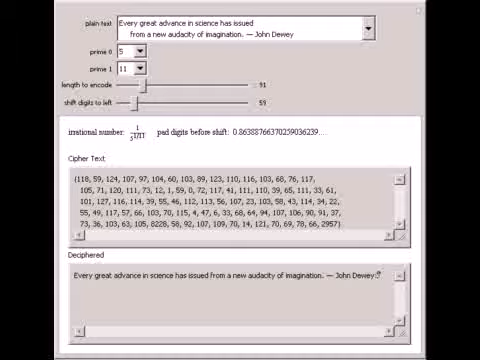 plain text
Every great advance in science has issued
from a new audacity of imagination. — John Dewey
prime 0 5
prime 1 11
length to encode 91
shift digits to left 59
irrational number: 1/5^1/11 pad digits before shift: 0.86388766370259036239…
Cipher Text
{118, 59, 124, 107, 97, 104, 60, 103, 89, 123, 110, 116, 103, 68, 76, 117,
105, 71, 120, 111, 73, 12, 1, 59, 0, 72, 117, 41, 111, 110, 39, 65, 111, 33, 61,
101, 127, 116, 114, 39, 55, 46, 112, 113, 56, 107, 23, 103, 58, 43, 114, 34, 22,
55, 49, 117, 57, 66, 103, 70, 115, 4, 47, 6, 33, 68, 64, 94, 107, 106, 90, 91, 37,
73, 36, 103, 63, 105, 8228, 58, 92, 107, 109, 70, 14, 121, 70, 69, 78, 66, 2957}
Deciphered
Every great advance in science has issued from a new audacity of imagination. — John Dewey